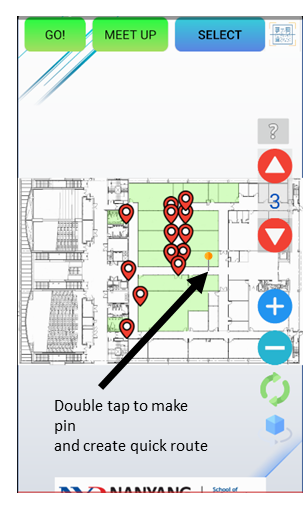 GO!
MEET UP
SELECT
?
3
Double tap to make
pin
and create quick route
NANYANG
School of